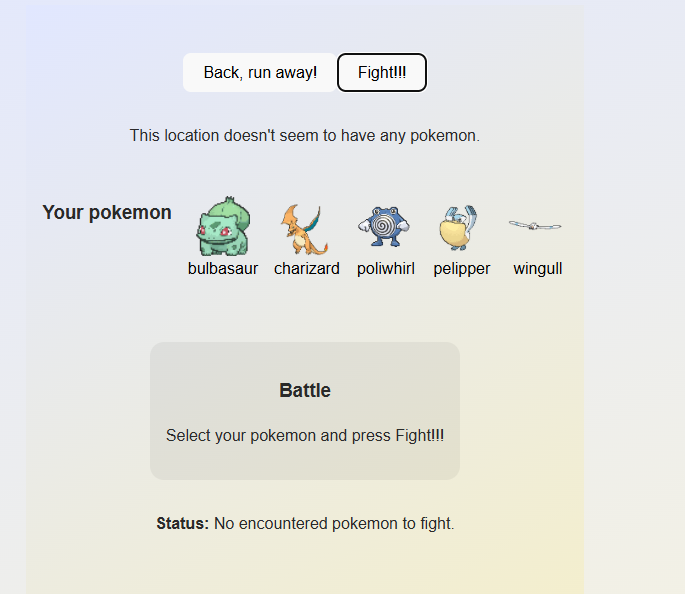 Back, run away! Fight!!!
This location doesn't seem to have any pokemon.
Your pokemon
bulbasaur charizard poliwhirl pelipper wingull
Battle
Select your pokemon and press Fight!!!
Status: No encountered pokemon to fight.